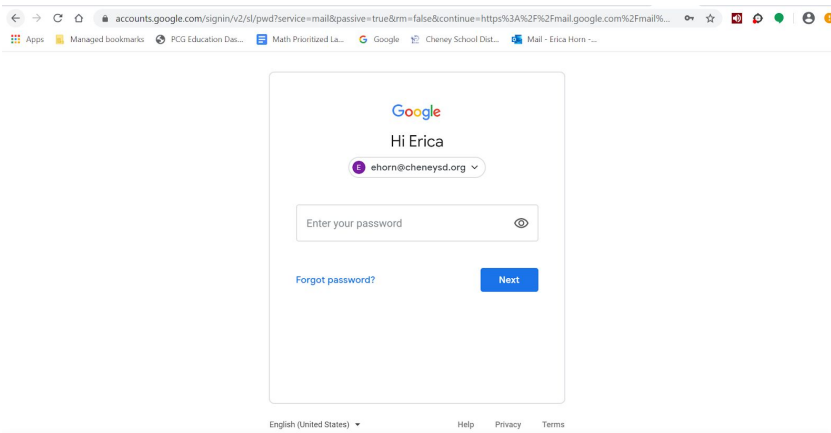 accounts.google.com/signin/v2/sl/pwd?service=mail&passive=true&rm=false&continue=https%3A%2F%2Fmail.google.com%2Fmail%...
Apps Managed bookmarks PCG Education Das... Math Prioritized La... Google Cheney School Dist... Mail - Erica Horn -...
Google
Hi Erica
E ehorn@cheneysd.org
Enter your password
Forgot password? Next
English (United States) Help Privacy Terms